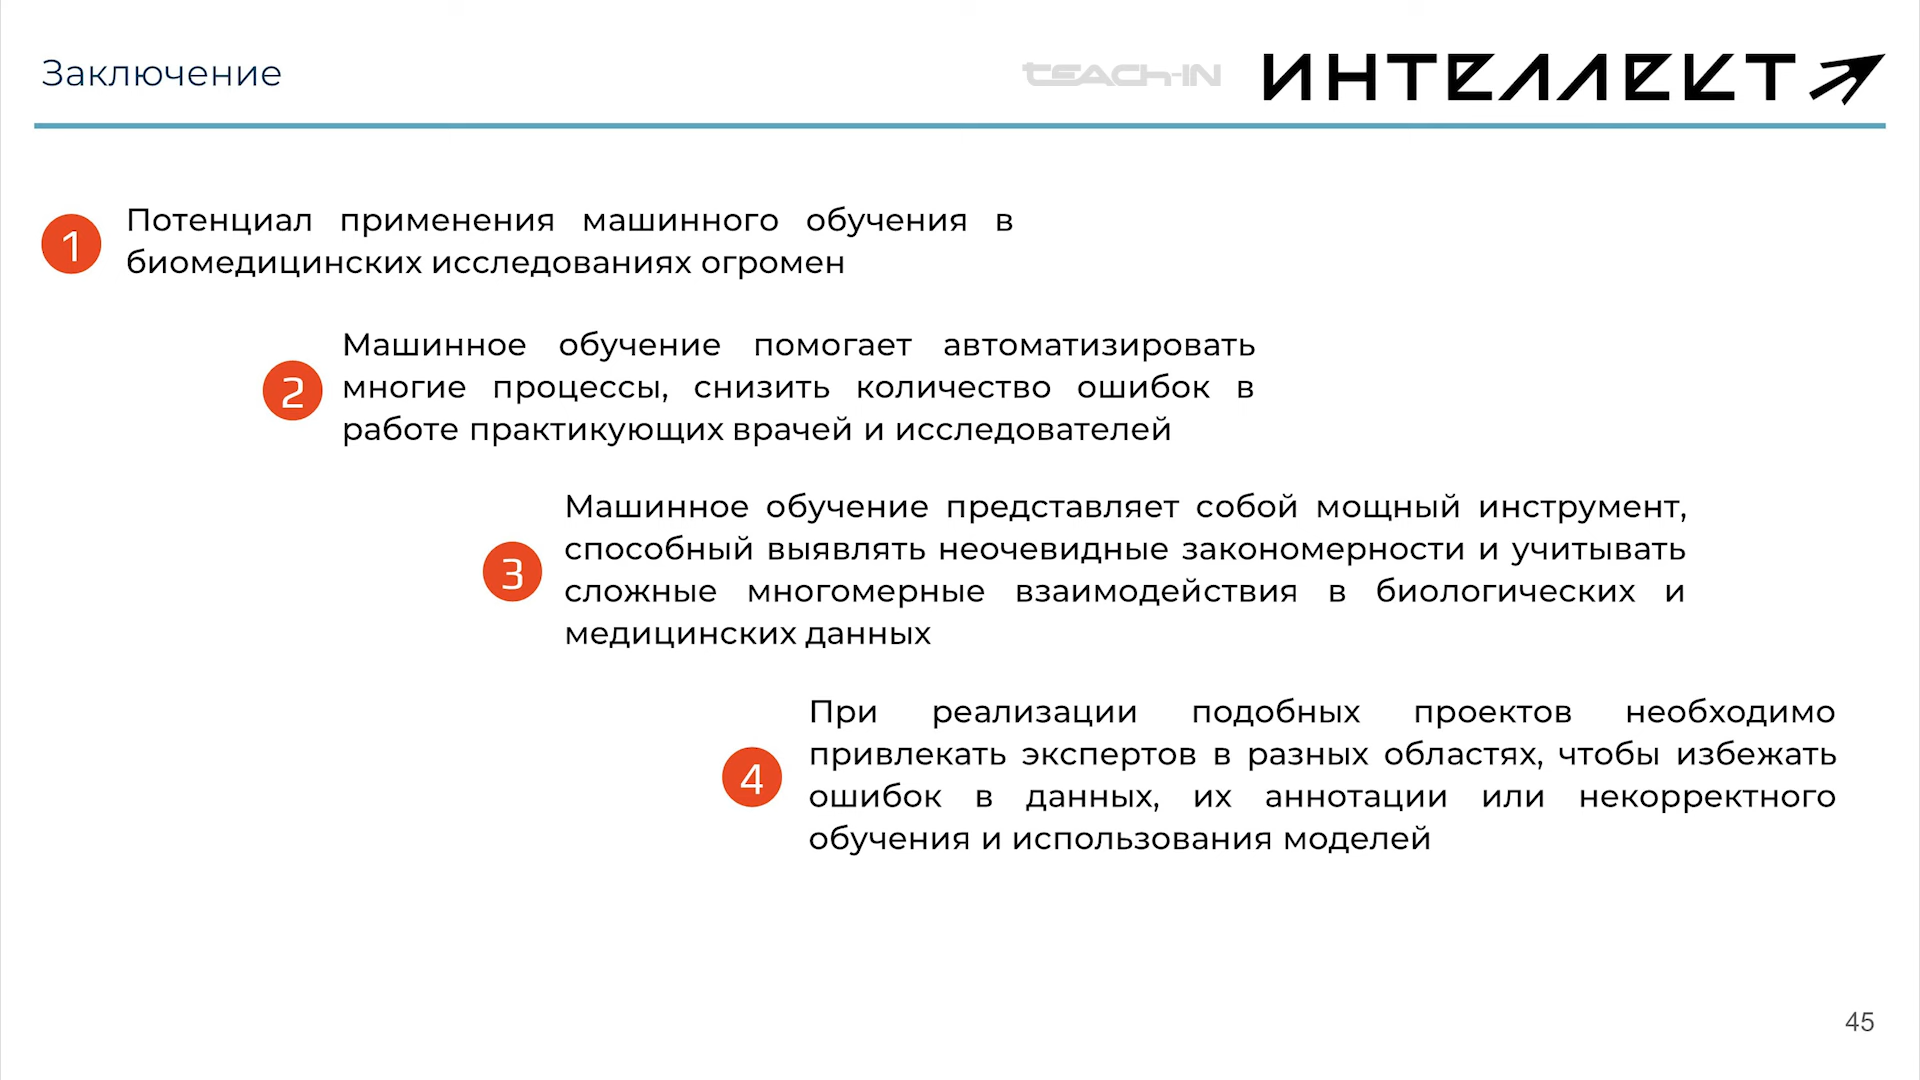 Заключение
TEACH-IN
ИНТЕЛЛЕКТ
1
Потенциал применения машинного обучения в
биомедицинских исследованиях огромен
2
Машинное обучение помогает автоматизировать
многие процессы, снизить количество ошибок в
работе практикующих врачей и исследователей
3
Машинное обучение представляет собой мощный инструмент,
способный выявлять неочевидные закономерности и учитывать
сложные многомерные взаимодействия в биологических и
медицинских данных
4
При реализации подобных проектов необходимо
привлекать экспертов в разных областях, чтобы избежать
ошибок в данных, их аннотации или некорректного
обучения и использования моделей
45